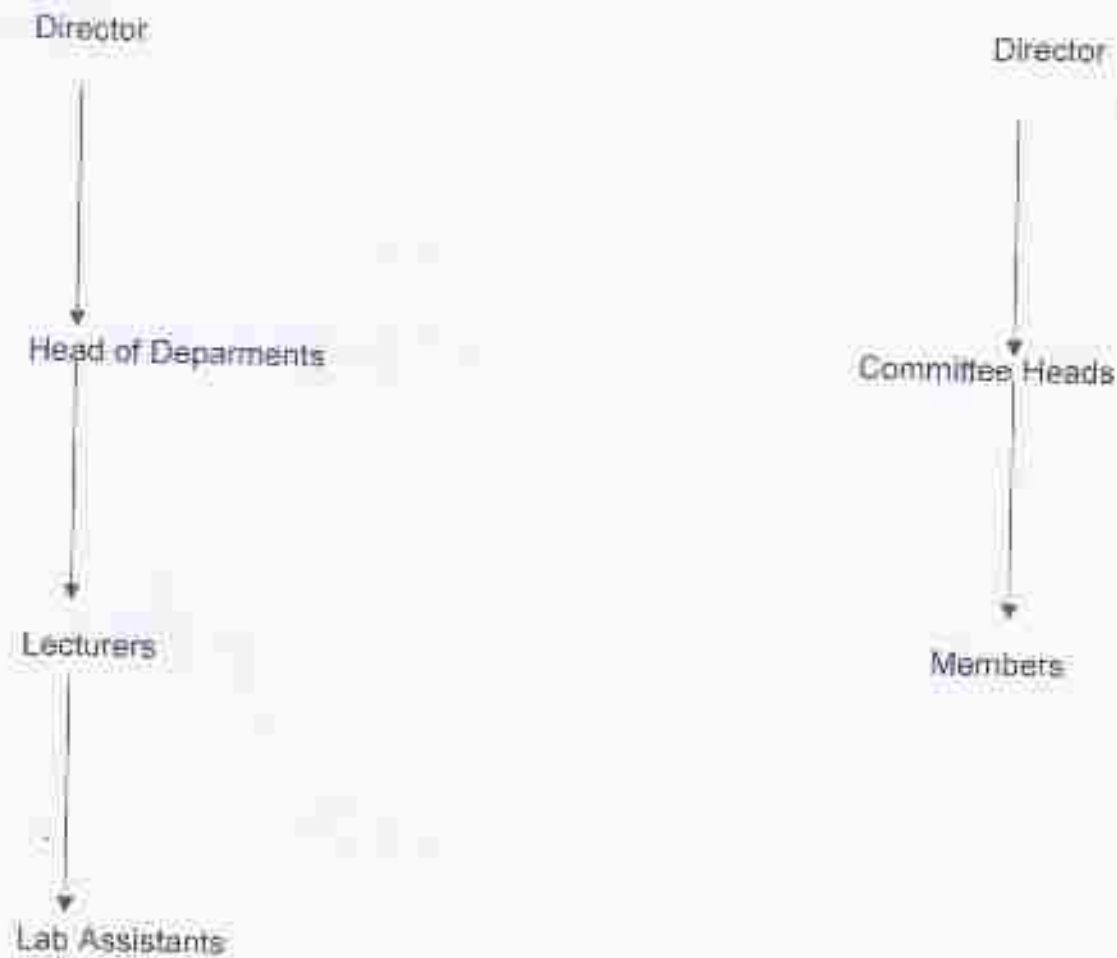 Director
Head of Deparments
Lecturers
Lab Assistants
Director
Committee Heads
Members